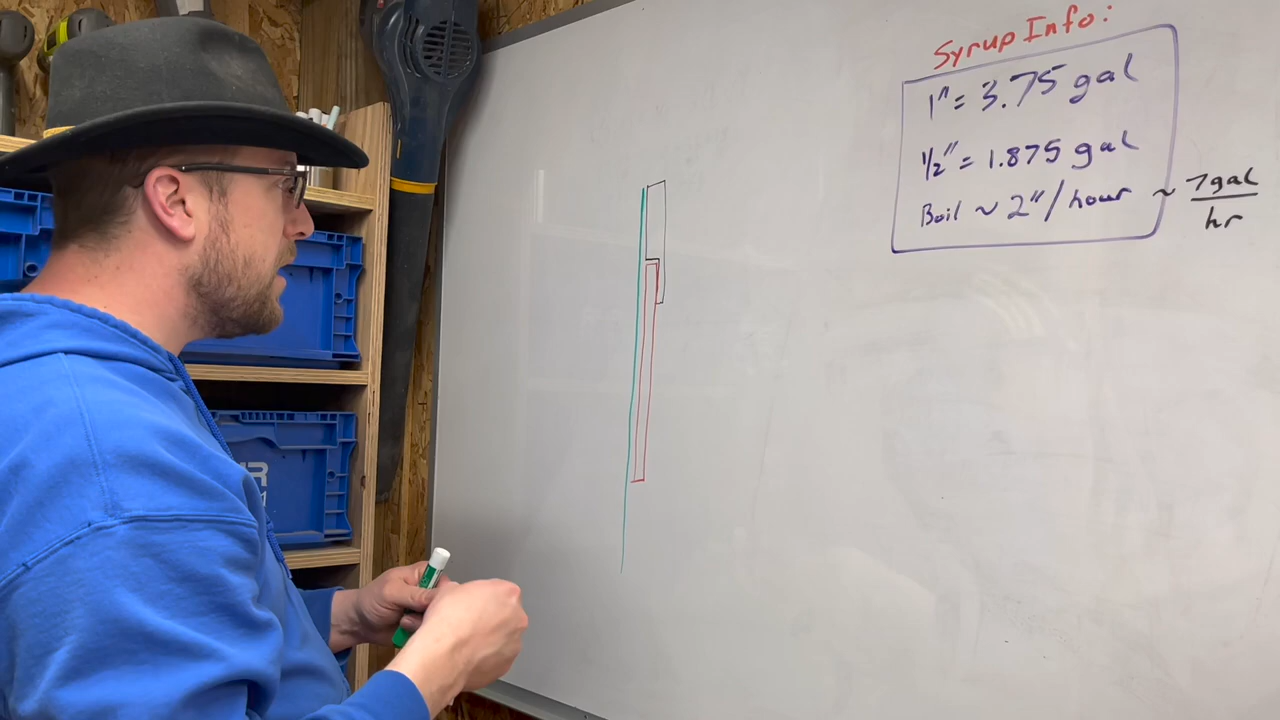 Syrup Info:
1" = 3.75 gal
1/2" = 1.875 gal
Boil ~ 2"/hour ~ 7gal/hr